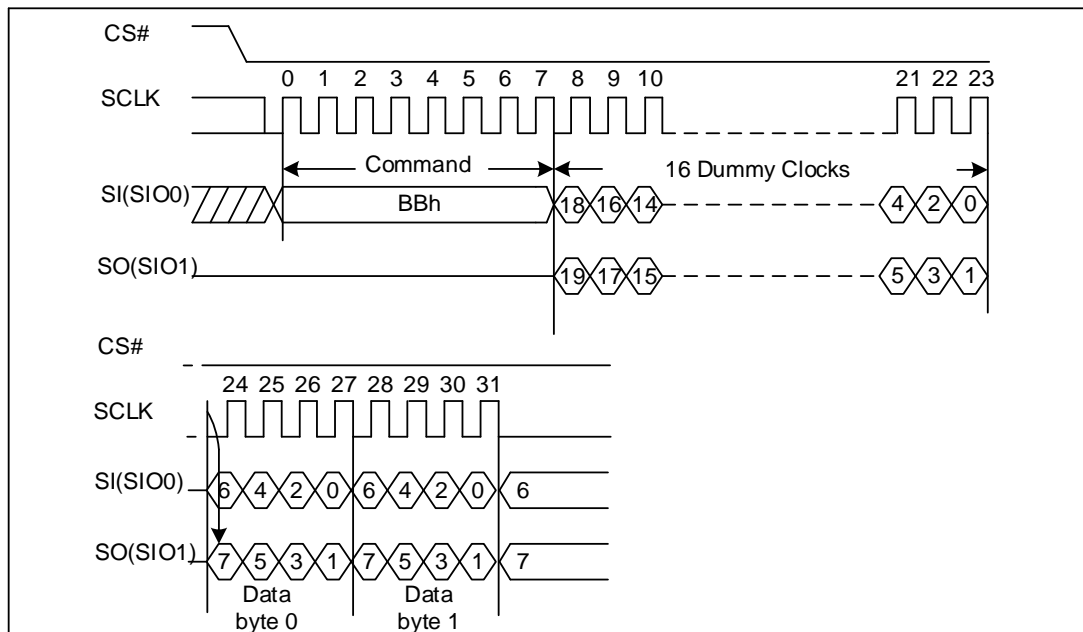 CS#
0 1 2 3 4 5 6 7 8 9 10 21 22 23
SCLK
Command 16 Dummy Clocks
SI(SIO0) BBh 18 16 14 4 2 0
SO(SIO1) 19 17 15 5 3 1
CS#
24 25 26 27 28 29 30 31
SCLK
SI(SIO0) 6 4 2 0 6 4 2 0 6
SO(SIO1) 7 5 3 1 7 5 3 1 7
Data Data
byte 0 byte 1